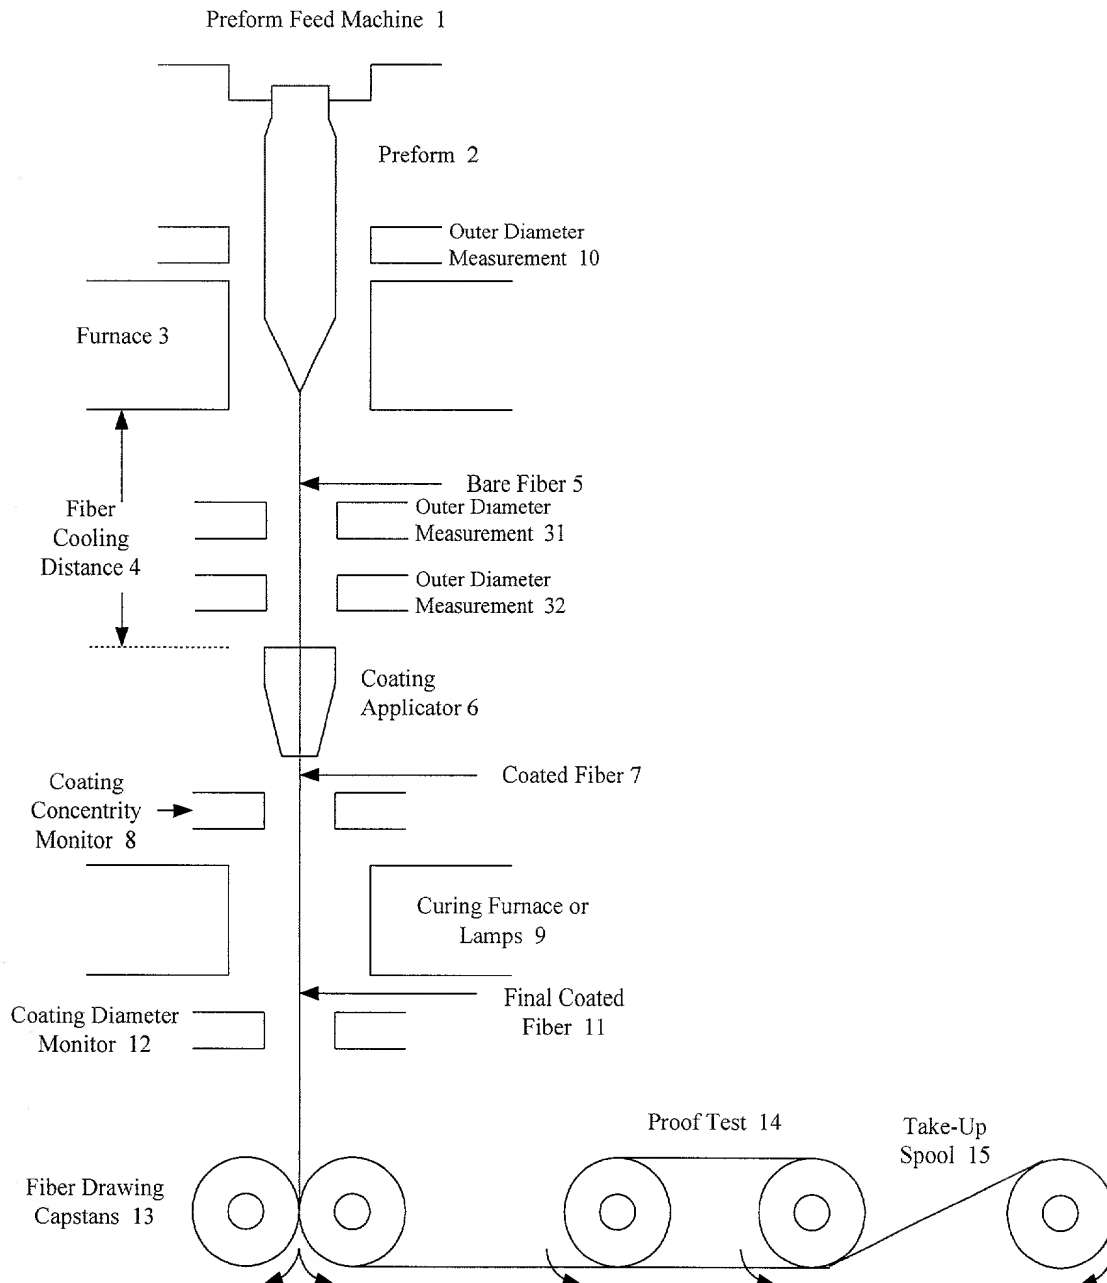 Preform Feed Machine 1
Preform 2
Outer Diameter
Measurement 10
Furnace 3
Bare Fiber 5
Outer Diameter
Measurement 31
Fiber
Cooling
Distance 4
Outer Diameter
Measurement 32
Coating
Applicator 6
Coated Fiber 7
Coating
Concentrity
Monitor 8
Curing Furnace or
Lamps 9
Final Coated
Fiber 11
Coating Diameter
Monitor 12
Proof Test 14
Take-Up
Spool 15
Fiber Drawing
Capstans 13